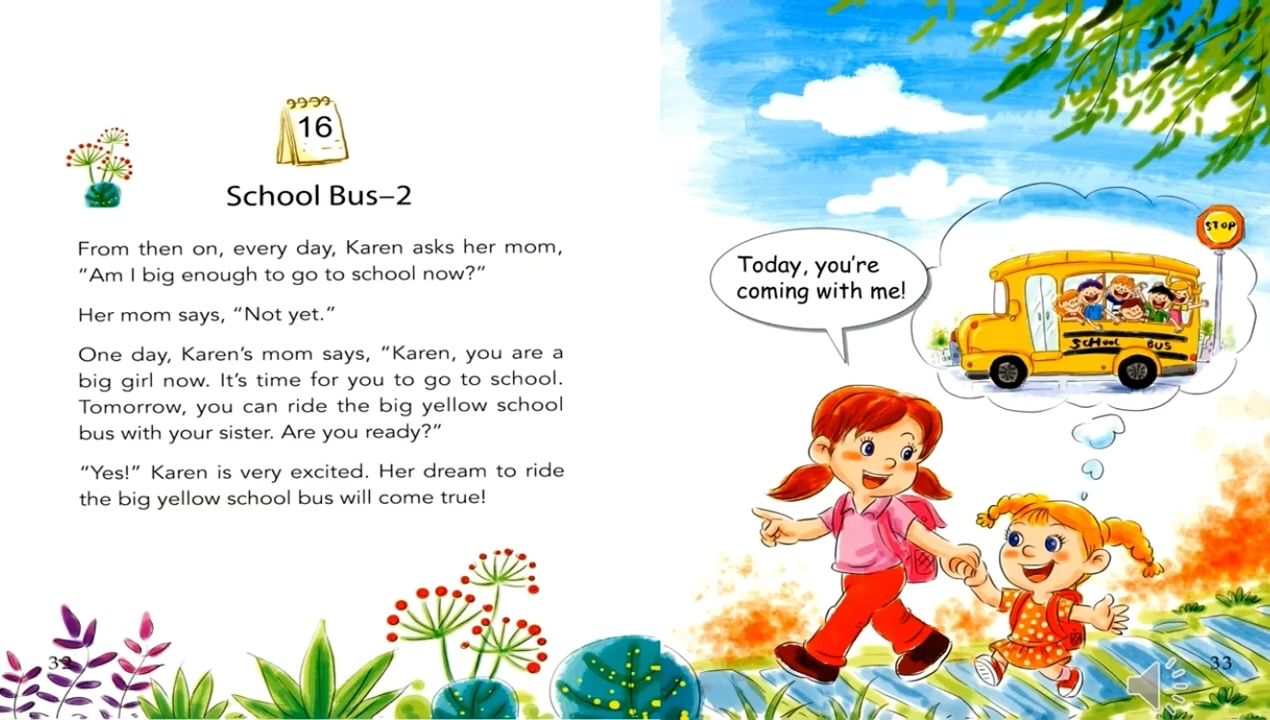 16
School Bus–2
From then on, every day, Karen asks her mom,
“Am I big enough to go to school now?”
Her mom says, “Not yet.”
One day, Karen’s mom says, “Karen, you are a
big girl now. It’s time for you to go to school.
Tomorrow, you can ride the big yellow school
bus with your sister. Are you ready?”
“Yes!” Karen is very excited. Her dream to ride
the big yellow school bus will come true!
32
Today, you’re
coming with me!
STOP
SCHOOL BUS
33